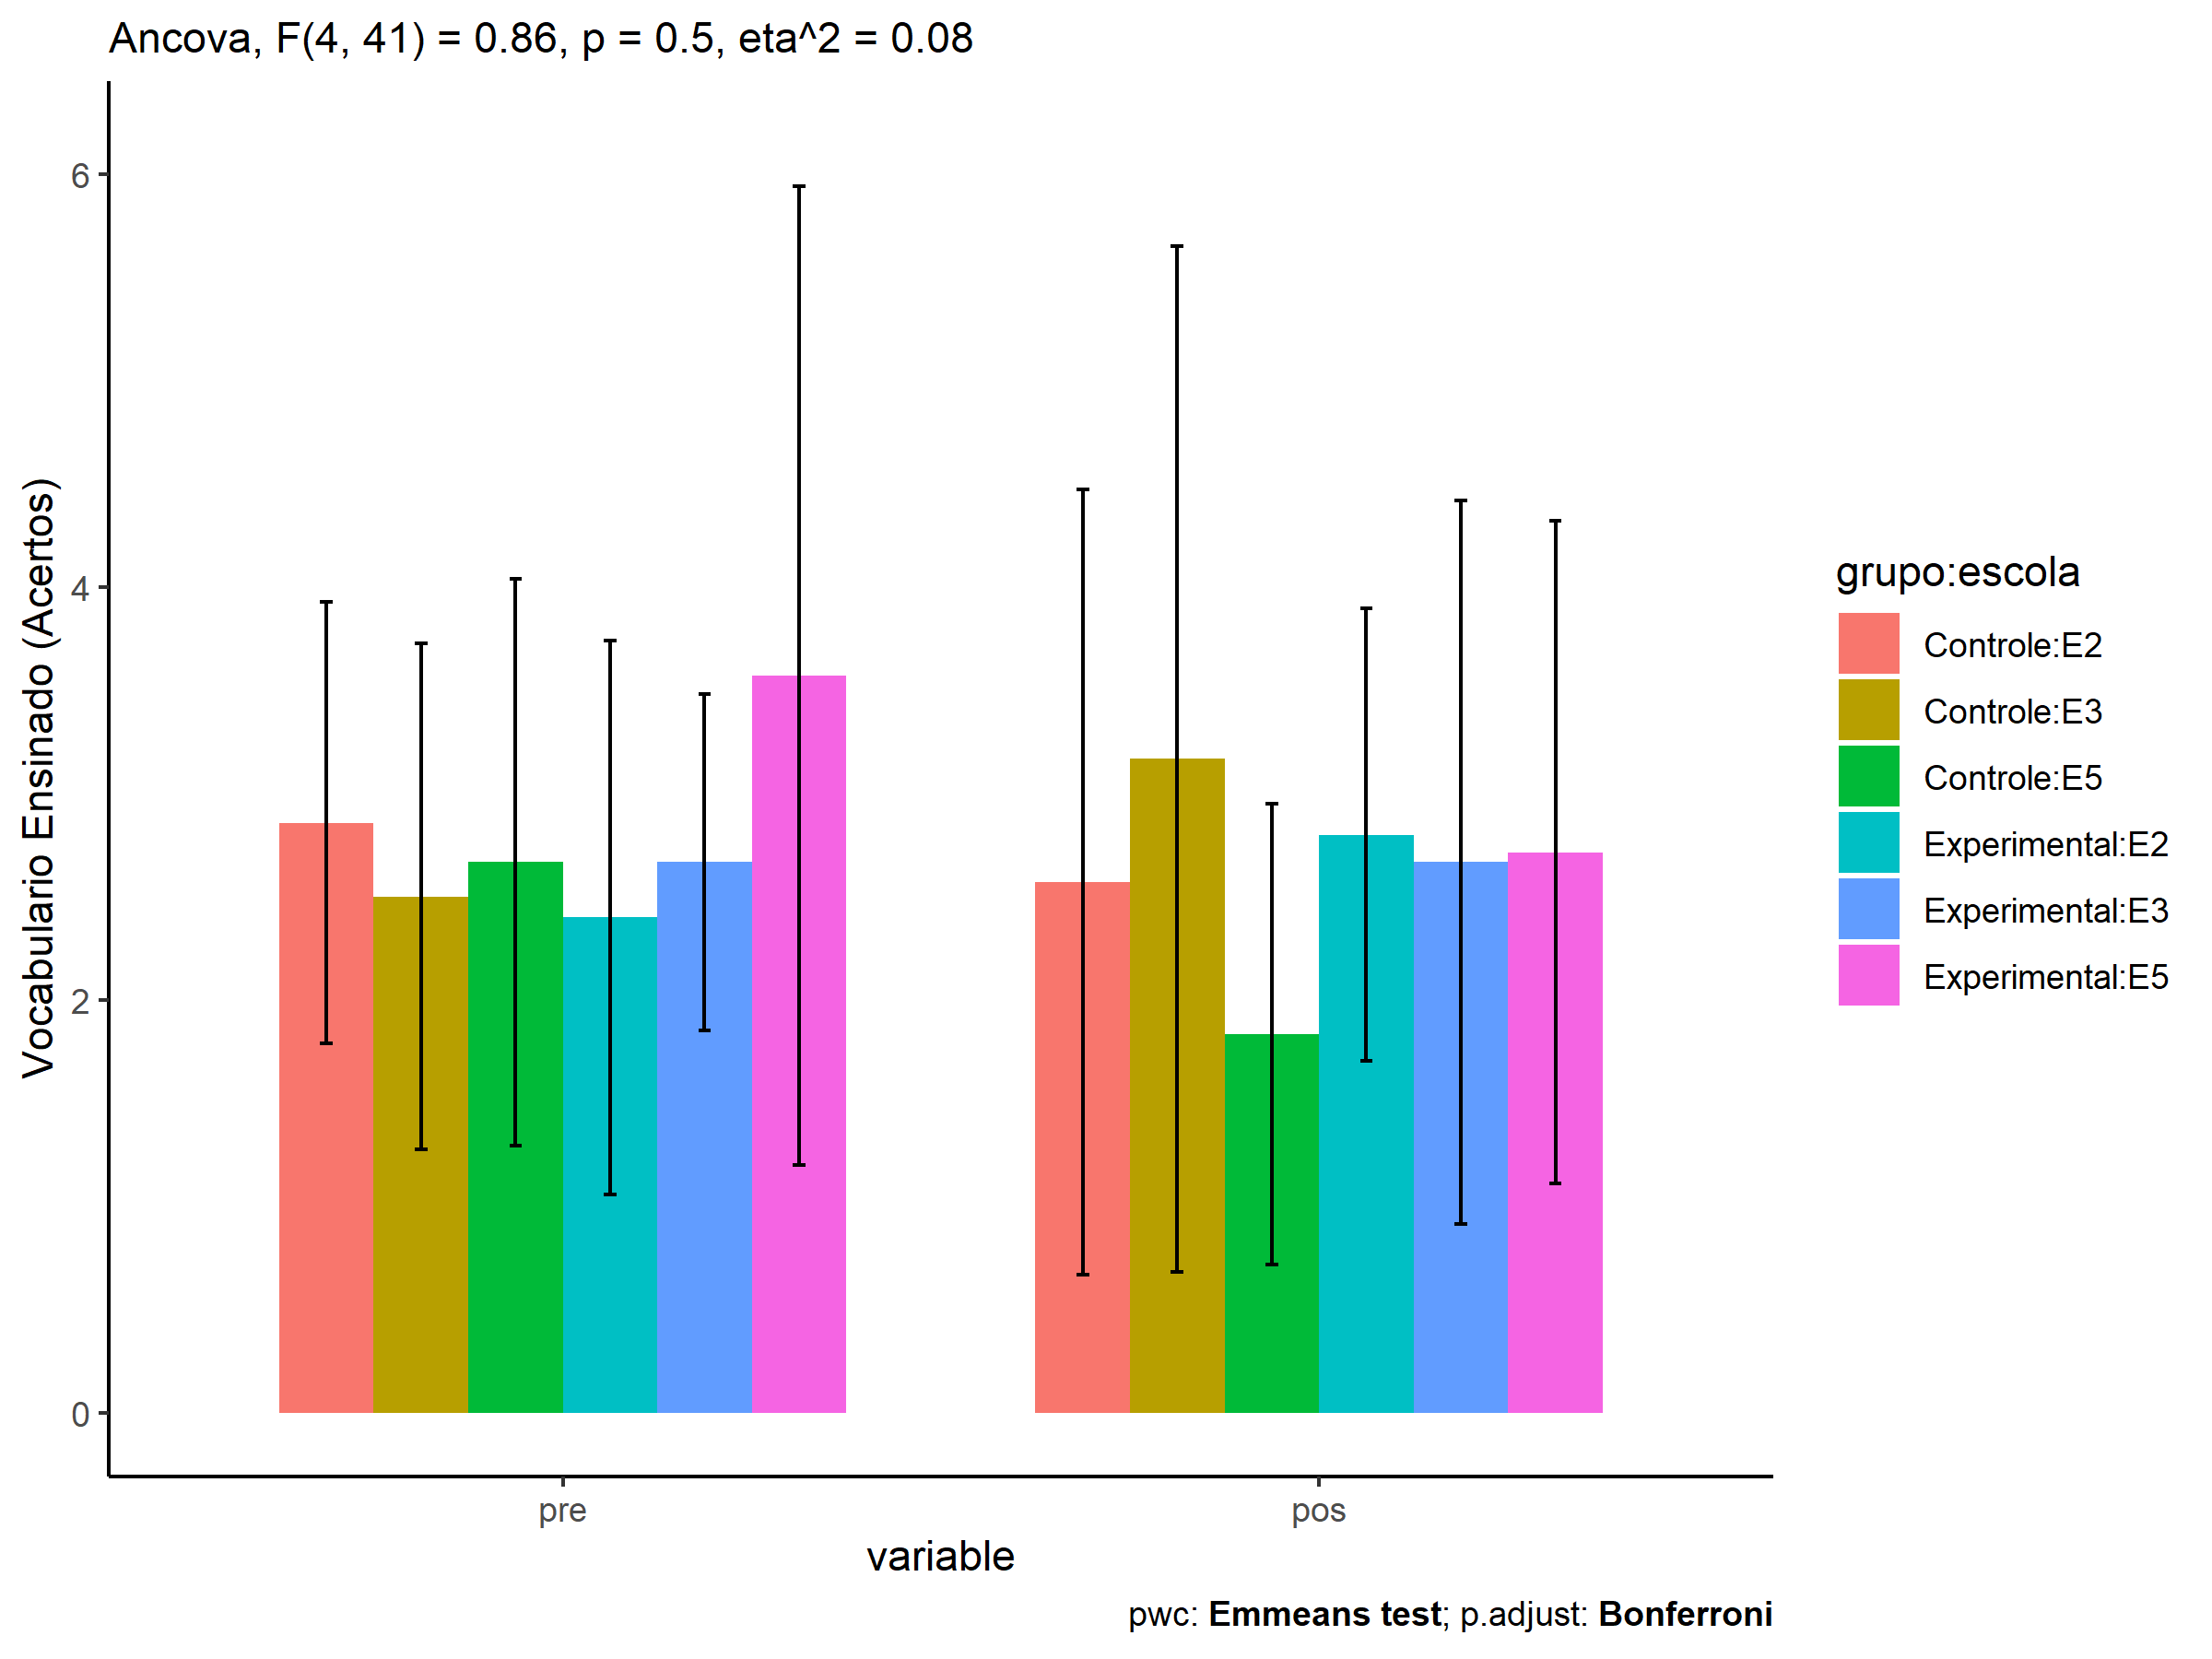 Ancova, F(4, 41) = 0.86, p = 0.5, eta^2 = 0.08
Vocabulario Ensinado (Acertos)
6
4
2
0
pre
pos
variable
grupo:escola
Controle:E2
Controle:E3
Controle:E5
Experimental:E2
Experimental:E3
Experimental:E5
pwc: Emmeans test; p.adjust: Bonferroni